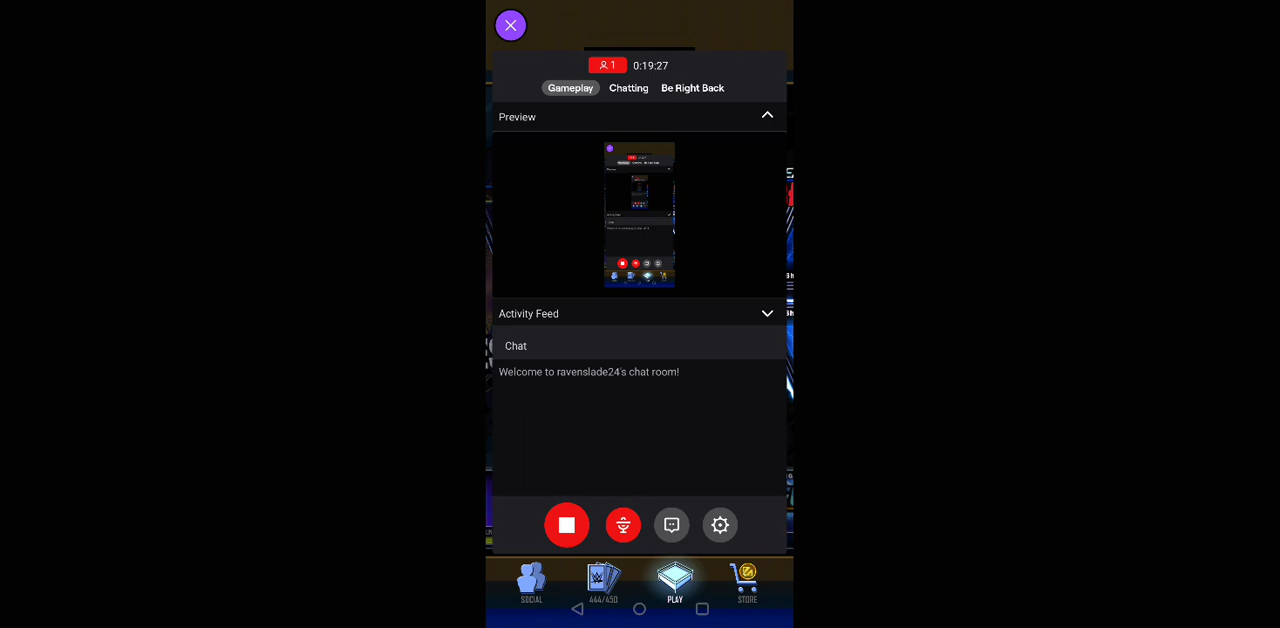 1 0:19:27
Gameplay Chatting Be Right Back
Preview
Activity Feed
Chat
Welcome to ravenslade24's chat room!
SOCIAL 444/450 PLAY STORE